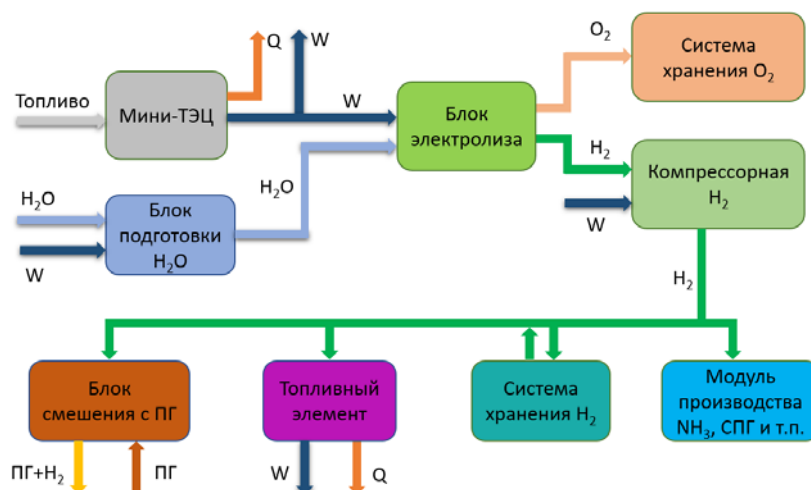 Q
W
O₂
Система
хранения O₂
Топливо
Мини-ТЭЦ
W
Блок
электролиза
H₂
Компрессорная
H₂
H₂O
W
Блок
подготовки
H₂O
H₂O
W
H₂
Блок
смешения с ПГ
Топливный
элемент
Система
хранения H₂
Модуль
производства
NH₃, СПГ и т.п.
ПГ+H₂
ПГ
W
Q